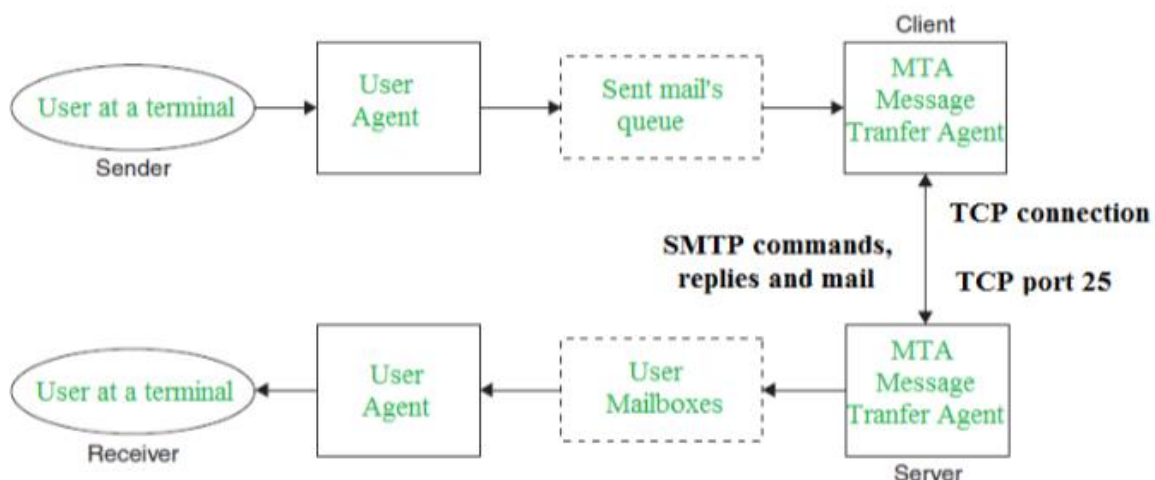 Client
User at a terminal
Sender
User
Agent
Sent mail's
queue
MTA
Message
Tranfer Agent
SMTP commands,
replies and mail
TCP connection
TCP port 25
User at a terminal
Receiver
User
Agent
User
Mailboxes
MTA
Message
Tranfer Agent
Server